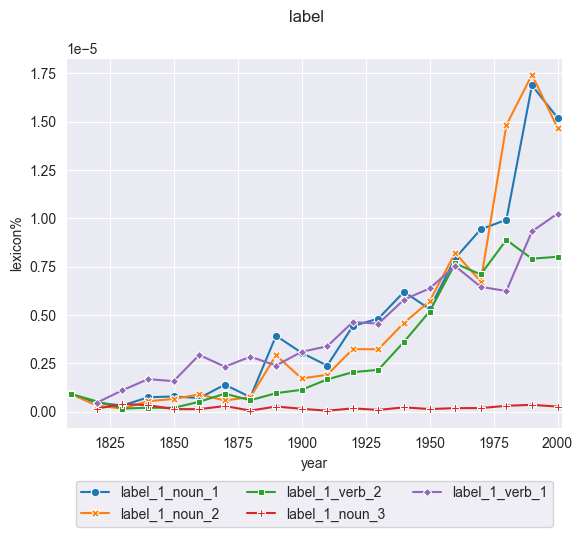 label
1e−5
1.75
1.50
1.25
1.00
0.75
0.50
0.25
0.00
lexicon%
1825 1850 1875 1900 1925 1950 1975 2000
year
label_1_noun_1 label_1_verb_2 label_1_verb_1
label_1_noun_2 label_1_noun_3